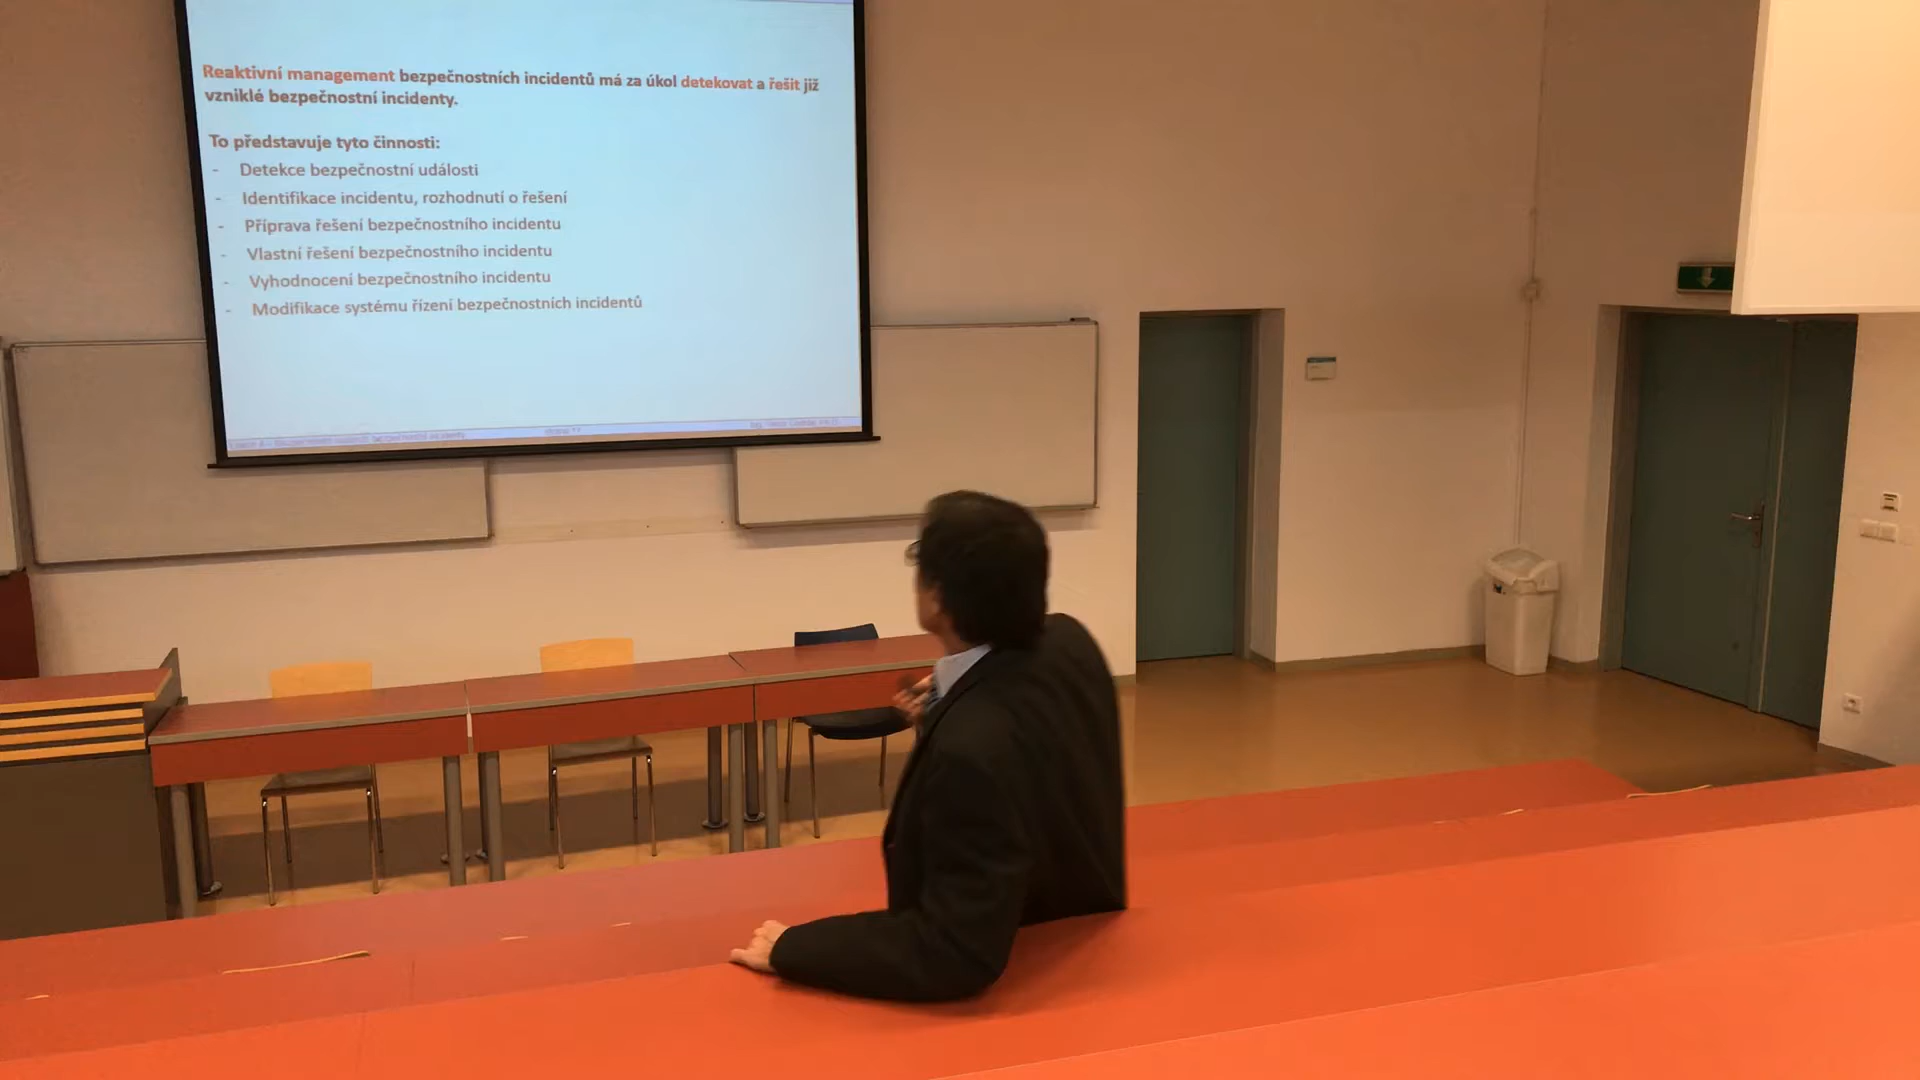 Reaktivní management bezpečnostních incidentů má za úkol detekovat a řešit již
vzniklé bezpečnostní incidenty.
To představuje tyto činnosti:
- Detekce bezpečnostní události
- Identifikace incidentu, rozhodnutí o řešení
- Příprava řešení bezpečnostního incidentu
- Vlastní řešení bezpečnostního incidentu
- Vyhodnocení bezpečnostního incidentu
- Modifikace systému řízení bezpečnostních incidentů